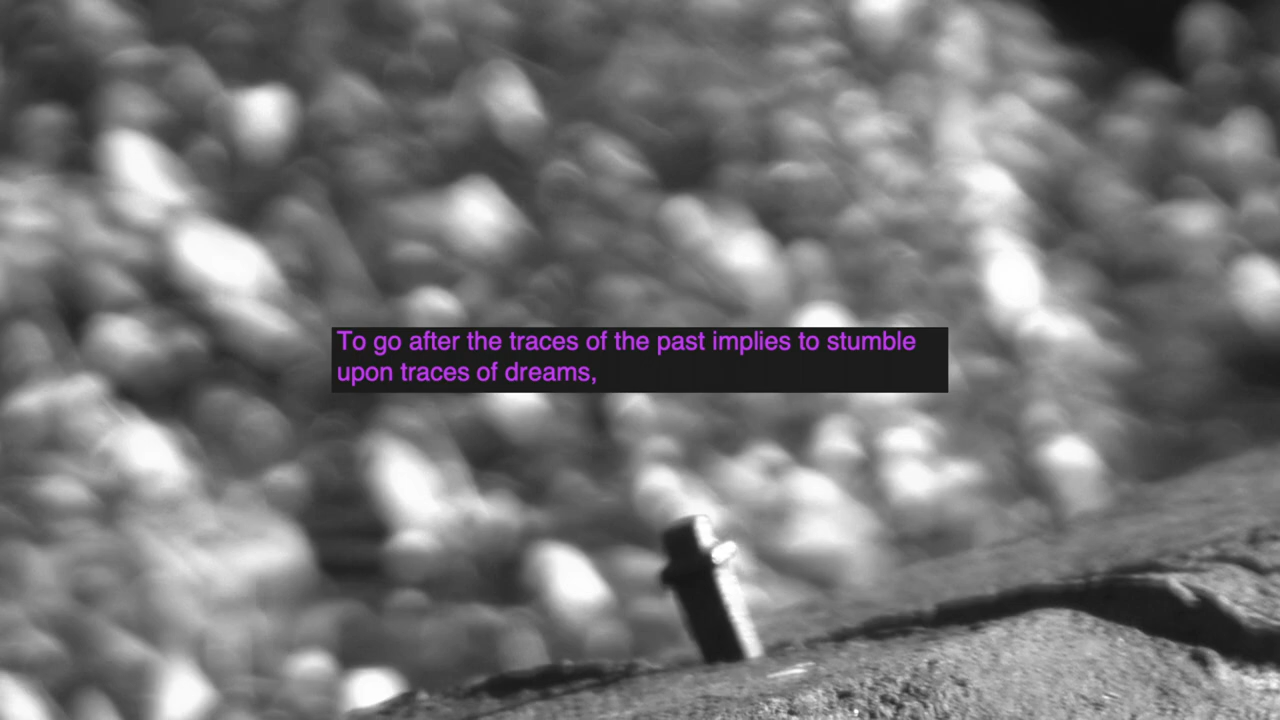 To go after the traces of the past implies to stumble
upon traces of dreams,